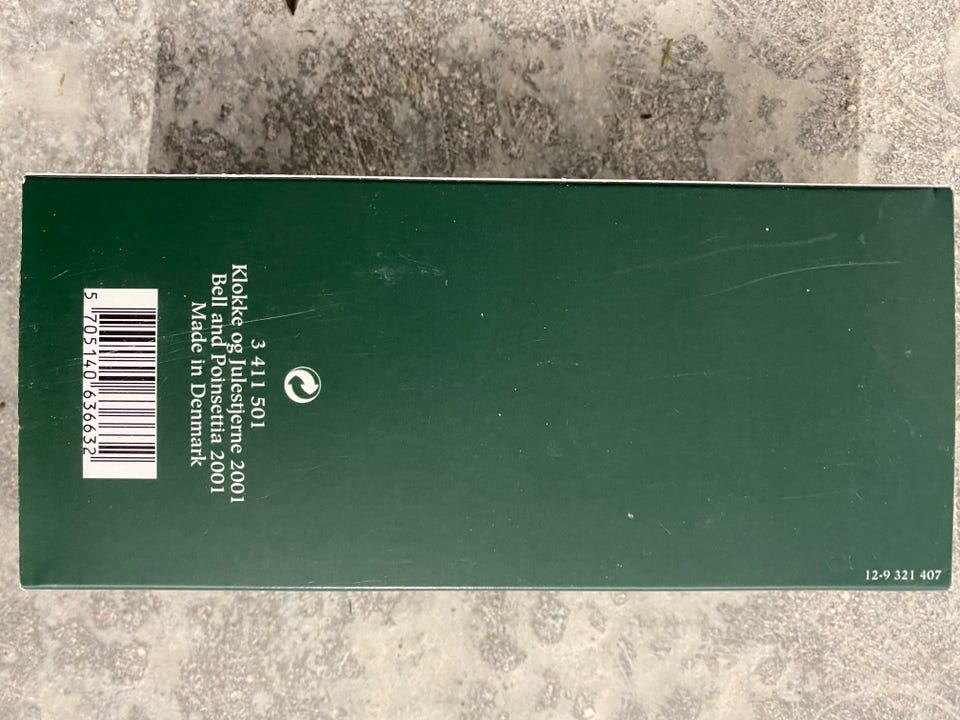 3 411 501
Klokke og Julestjerne 2001
Bell and Poinsettia 2001
Made in Denmark
5 705140 636632
12-9 321 407